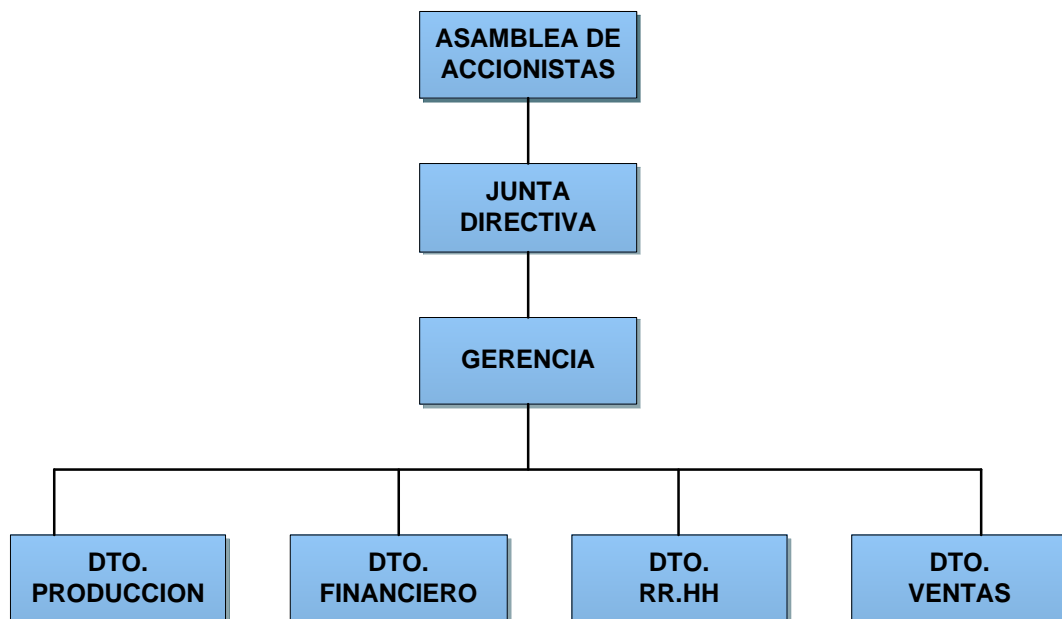 ASAMBLEA DE
ACCIONISTAS
JUNTA
DIRECTIVA
GERENCIA
DTO.
PRODUCCION
DTO.
FINANCIERO
DTO.
RR.HH
DTO.
VENTAS